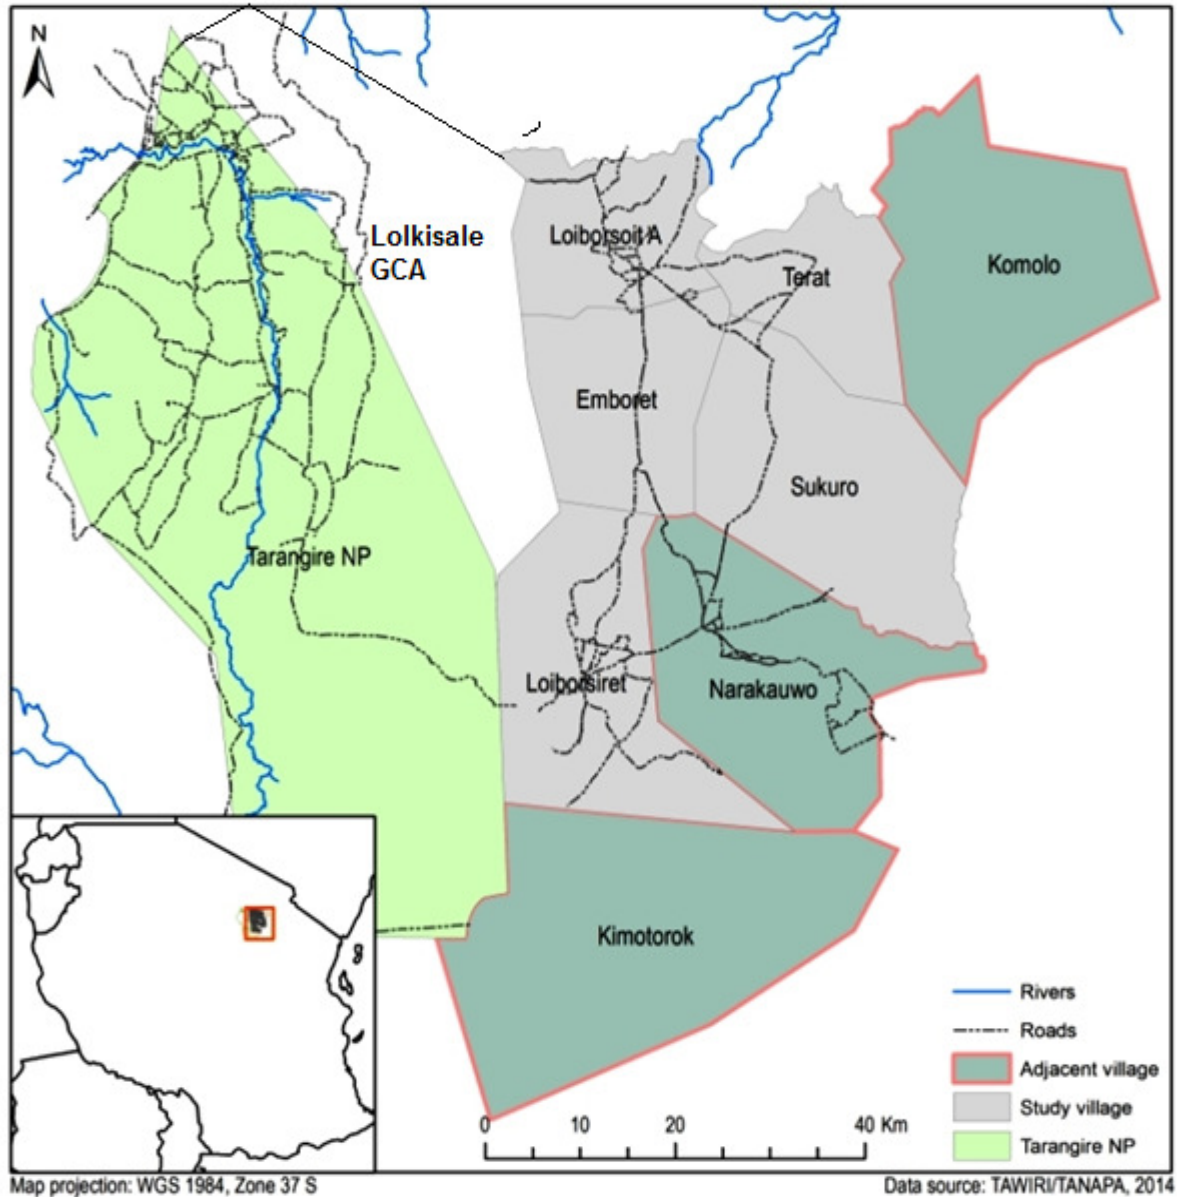 N
Lolkisale
GCA
Loiborsoit A
Terat
Komolo
Emboret
Sukuro
Tarangire NP
Loiborsiret
Narakauwo
Kimotorok
Rivers
Roads
Adjacent village
Study village
Tarangire NP
0 10 20 40 Km
Map projection: WGS 1984, Zone 37 S
Data source: TAWIRI/TANAPA, 2014